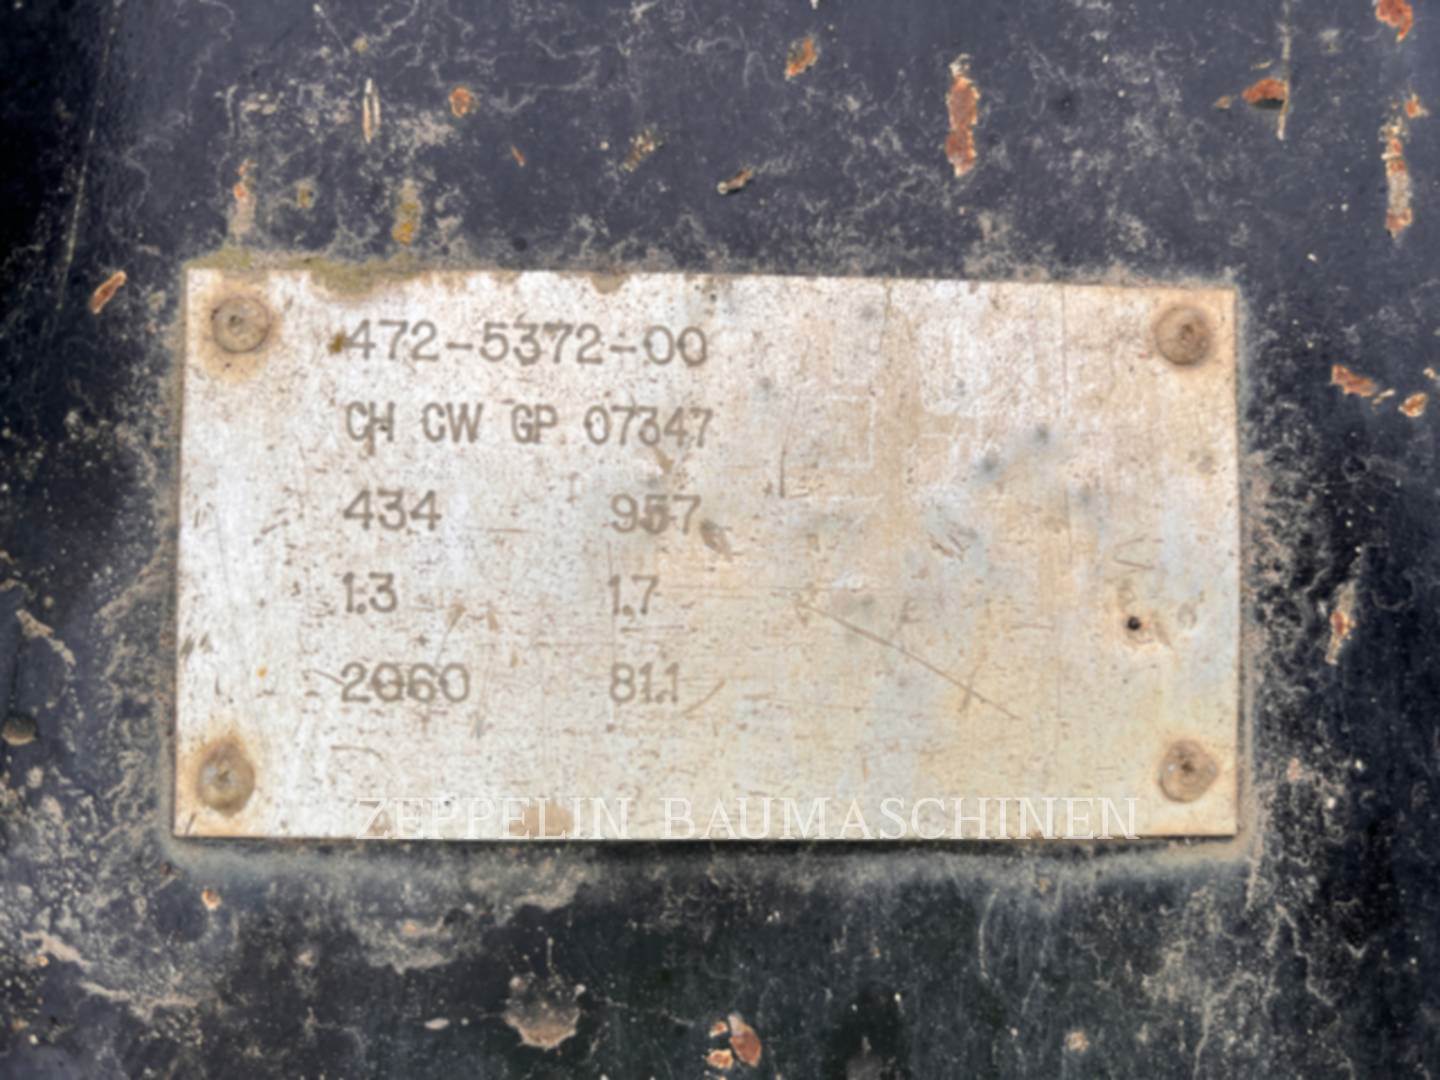 472-5372-00
CH CW GP 07347
434 957
1.3 1.7
2060 81.1
ZEPPELIN BAUMASCHINEN